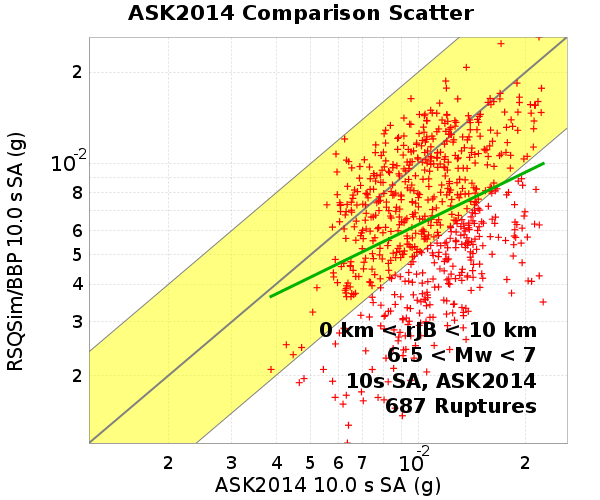 ASK2014 Comparison Scatter
RSQSim/BBP 10.0 s SA (g)
2
10-2
8
6
5
4
3
2
0 km < rJB < 10 km
6.5 < Mw < 7
10s SA, ASK2014
687 Ruptures
2 3 4 5 6 7 10-2 2
ASK2014 10.0 s SA (g)